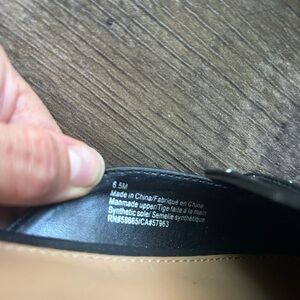 6.5M
Made in China/Fabriqué en Chine
Manmade upper/Tige faite à la main
Synthetic sole/ Semelle synthétique
RN#58665/CA#57963